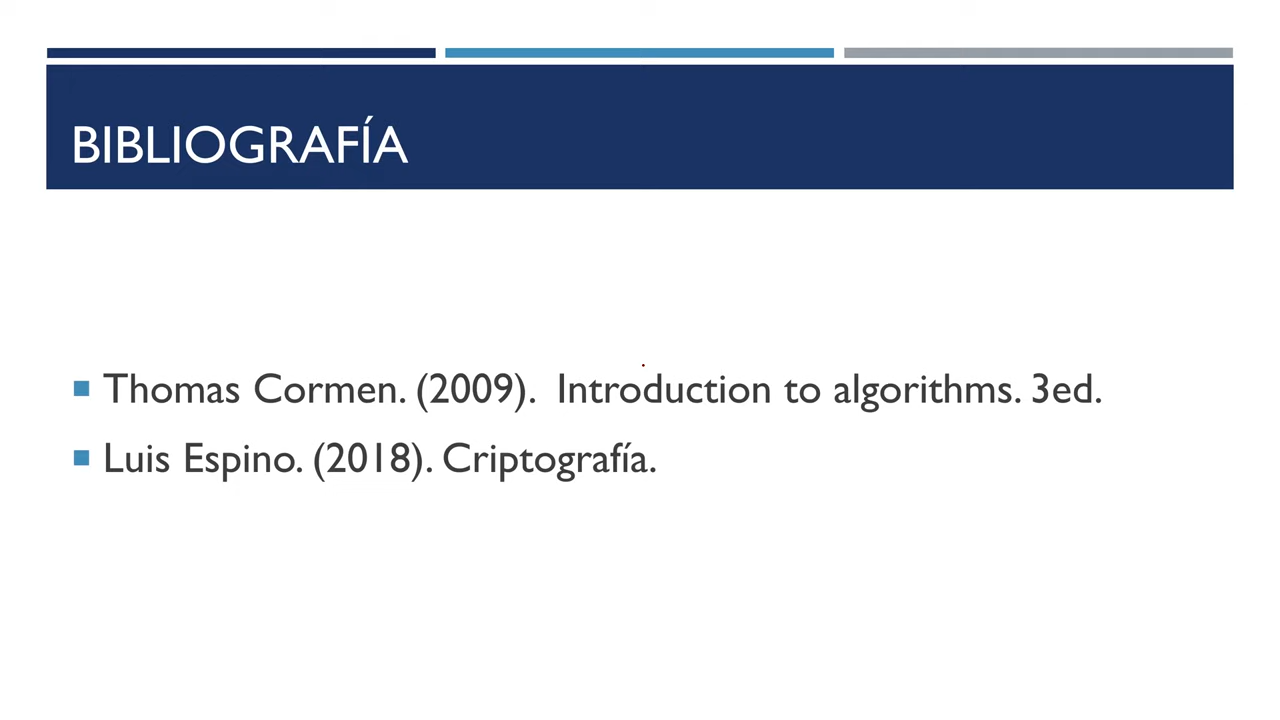 BIBLIOGRAFÍA
Thomas Cormen. (2009).  Introduction to algorithms. 3ed.
Luis Espino. (2018). Criptografía.